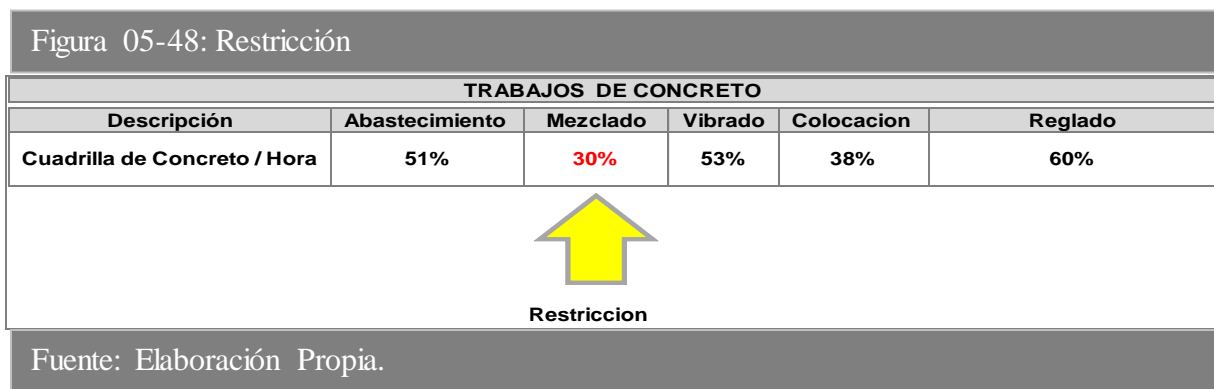 Figura 05-48: Restricción
TRABAJOS DE CONCRETO
Descripción Abastecimiento Mezclado Vibrado Colocacion Reglado
Cuadrilla de Concreto / Hora 51% 30% 53% 38% 60%
Restriccion
Fuente: Elaboración Propia.